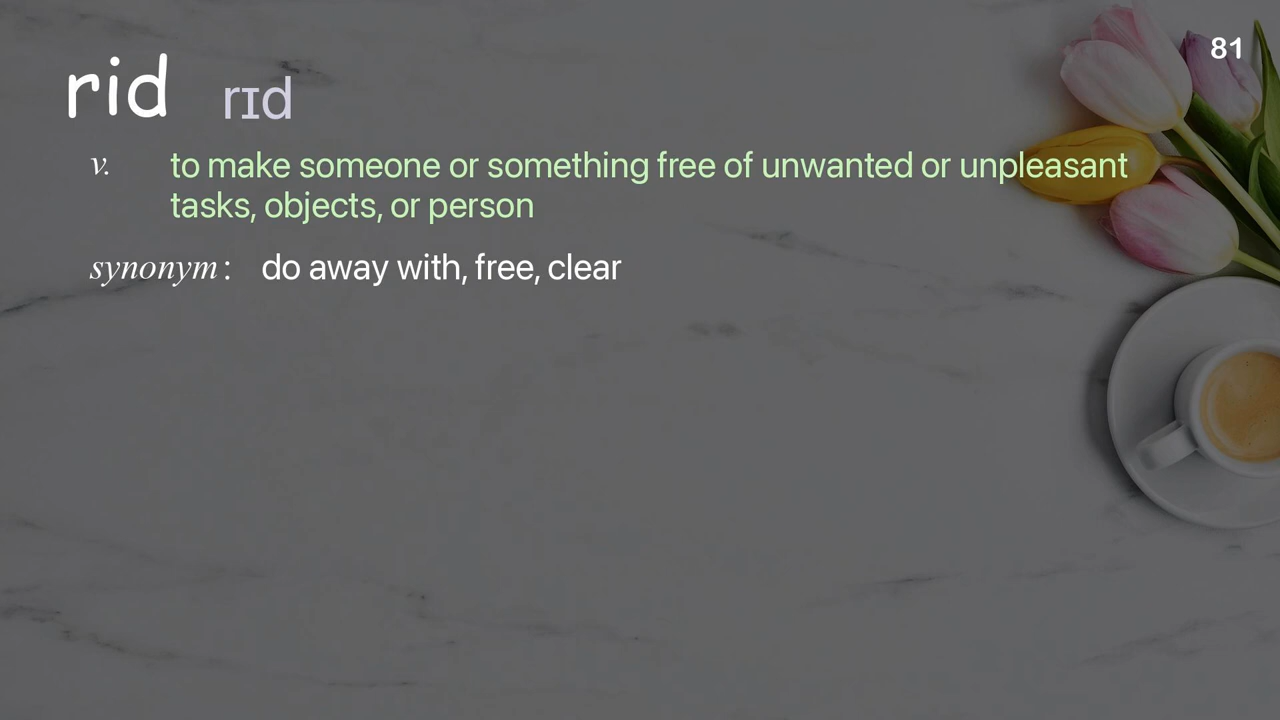 81
rid rɪd
v. to make someone or something free of unwanted or unpleasant
tasks, objects, or person
synonym: do away with, free, clear